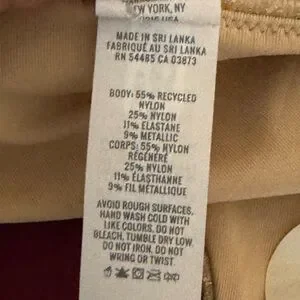 NEW YORK, NY
USA
MADE IN SRI LANKA
FABRIQUÉ AU SRI LANKA
RN 54485 CA 03873
BODY: 55% RECYCLED
NYLON
25% NYLON
11% ELASTANE
9% METALLIC
CORPS: 55% NYLON
RÉGÉNÉRÉ
25% NYLON
11% ÉLASTHANNE
9% FIL MÉTALLIQUE
AVOID ROUGH SURFACES.
HAND WASH COLD WITH
LIKE COLORS. DO NOT
BLEACH. TUMBLE DRY LOW.
DO NOT IRON. DO NOT
WRING OR TWIST.